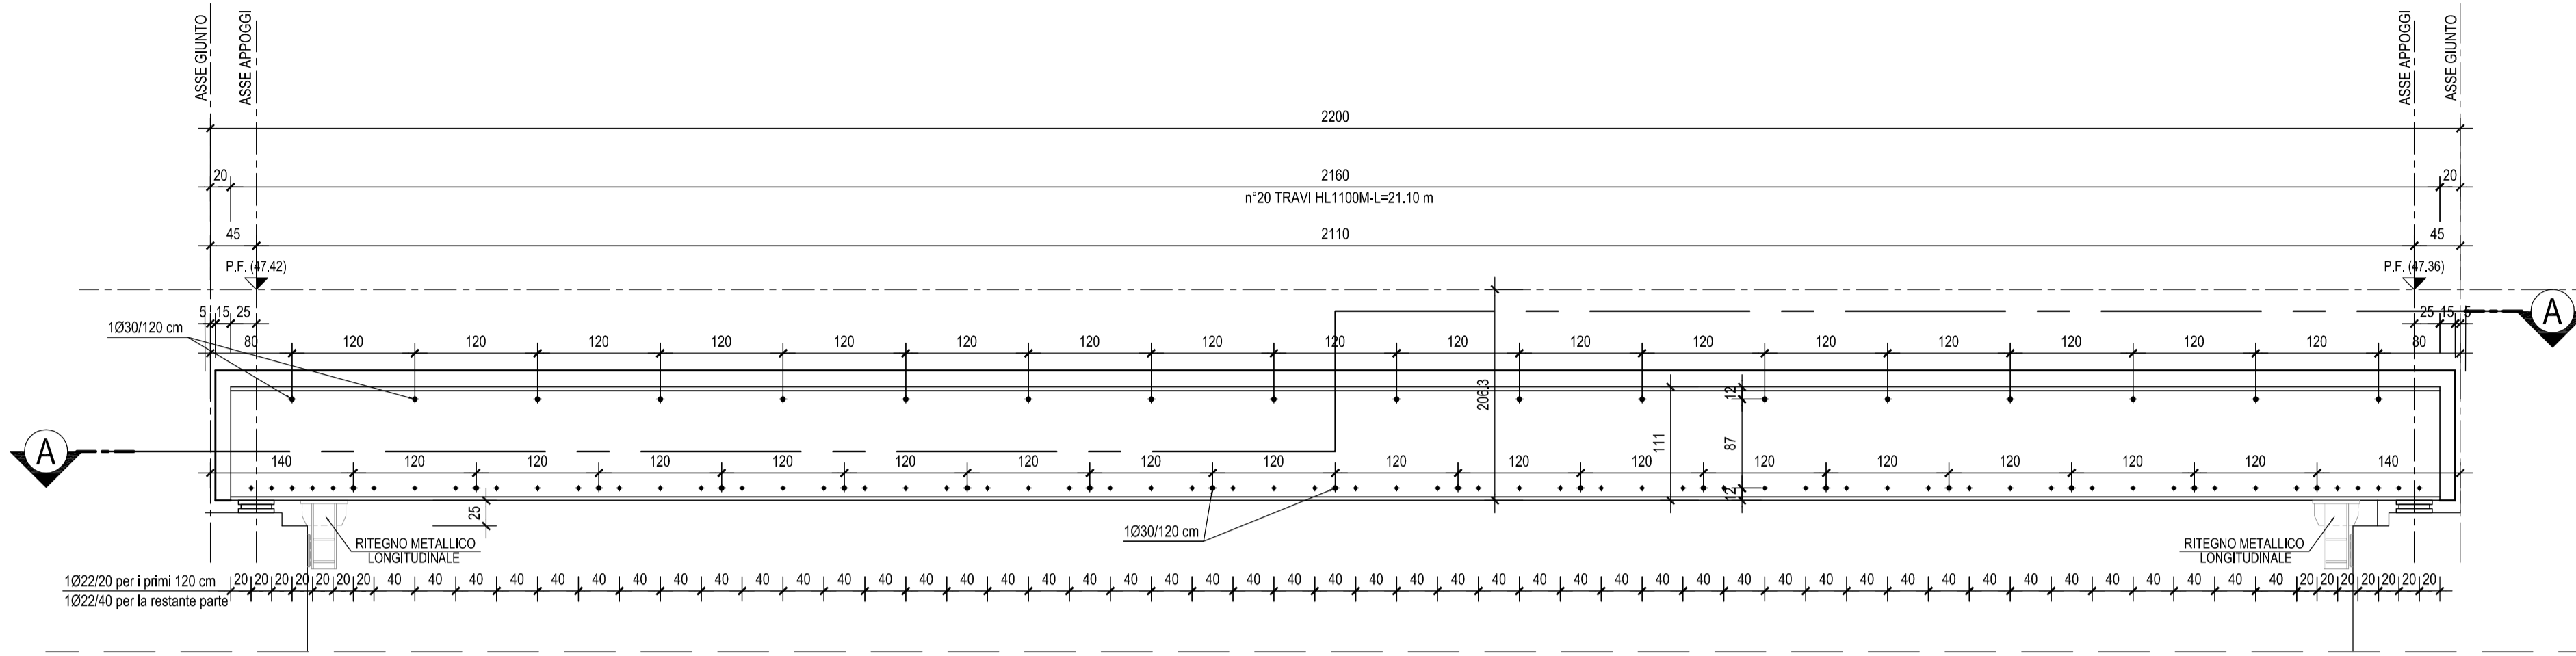 ASSE GIUNTO
ASSE APPOGGI
ASSE APPOGGI
ASSE GIUNTO
2200
20 2160 20
n°20 TRAVI HL1100M-L=21.10 m
45 2110 45
P.F. (47.42) P.F. (47.36)
5 15 25 25 15 5
A
1Ø30/120 cm
80 120 120 120 120 120 120 120 120 120 120 120 120 120 120 120 120 120 80
206.3
111
12
87
12
A
140 120 120 120 120 120 120 120 120 120 120 120 120 120 120 120 120 140
25
1Ø30/120 cm
RITEGNO METALLICO
LONGITUDINALE
RITEGNO METALLICO
LONGITUDINALE
1Ø22/20 per i primi 120 cm
1Ø22/40 per la restante parte
20 20 20 20 20 20 20 40 40 40 40 40 40 40 40 40 40 40 40 40 40 40 40 40 40 40 40 40 40 40 40 40 40 40 40 40 40 40 40 40 40 40 40 40 40 40 40 40 40 40 40 40 40 40 20 20 20 20 20 20 20